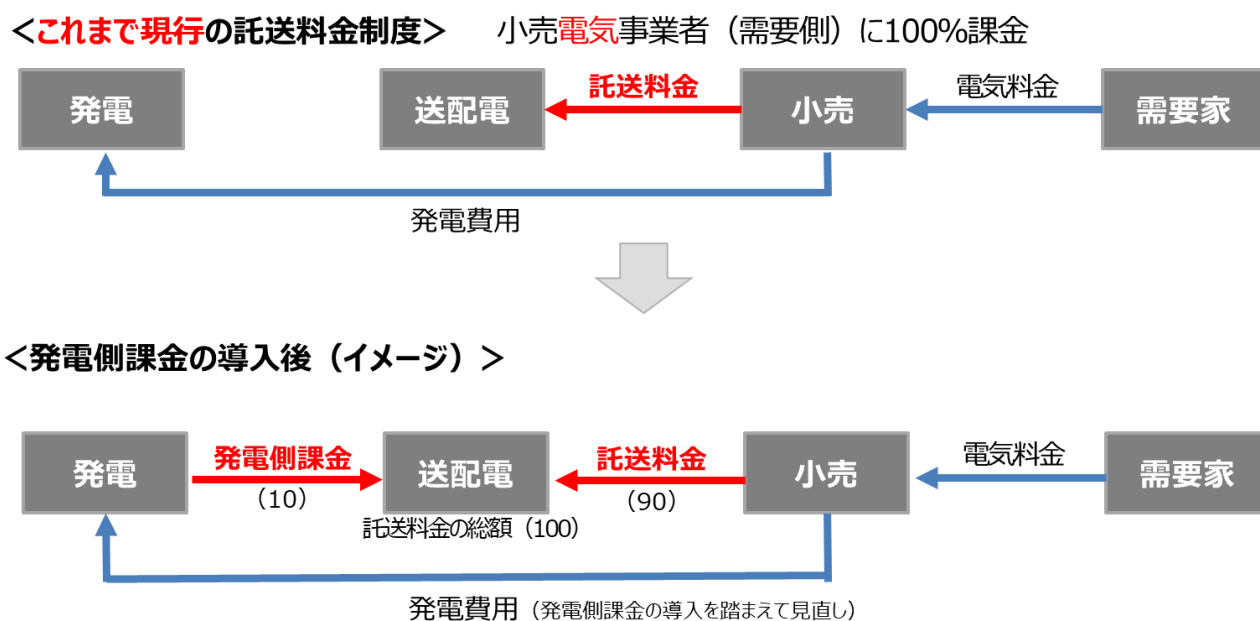 <これまで現行の託送料金制度> 小売電気事業者（需要側）に100%課金
発電 送配電 託送料金 小売 電気料金 需要家
発電費用
<発電側課金の導入後（イメージ）>
発電 発電側課金 送配電 託送料金 小売 電気料金 需要家
（10） （90）
託送料金の総額（100）
発電費用（発電側課金の導入を踏まえて見直し）